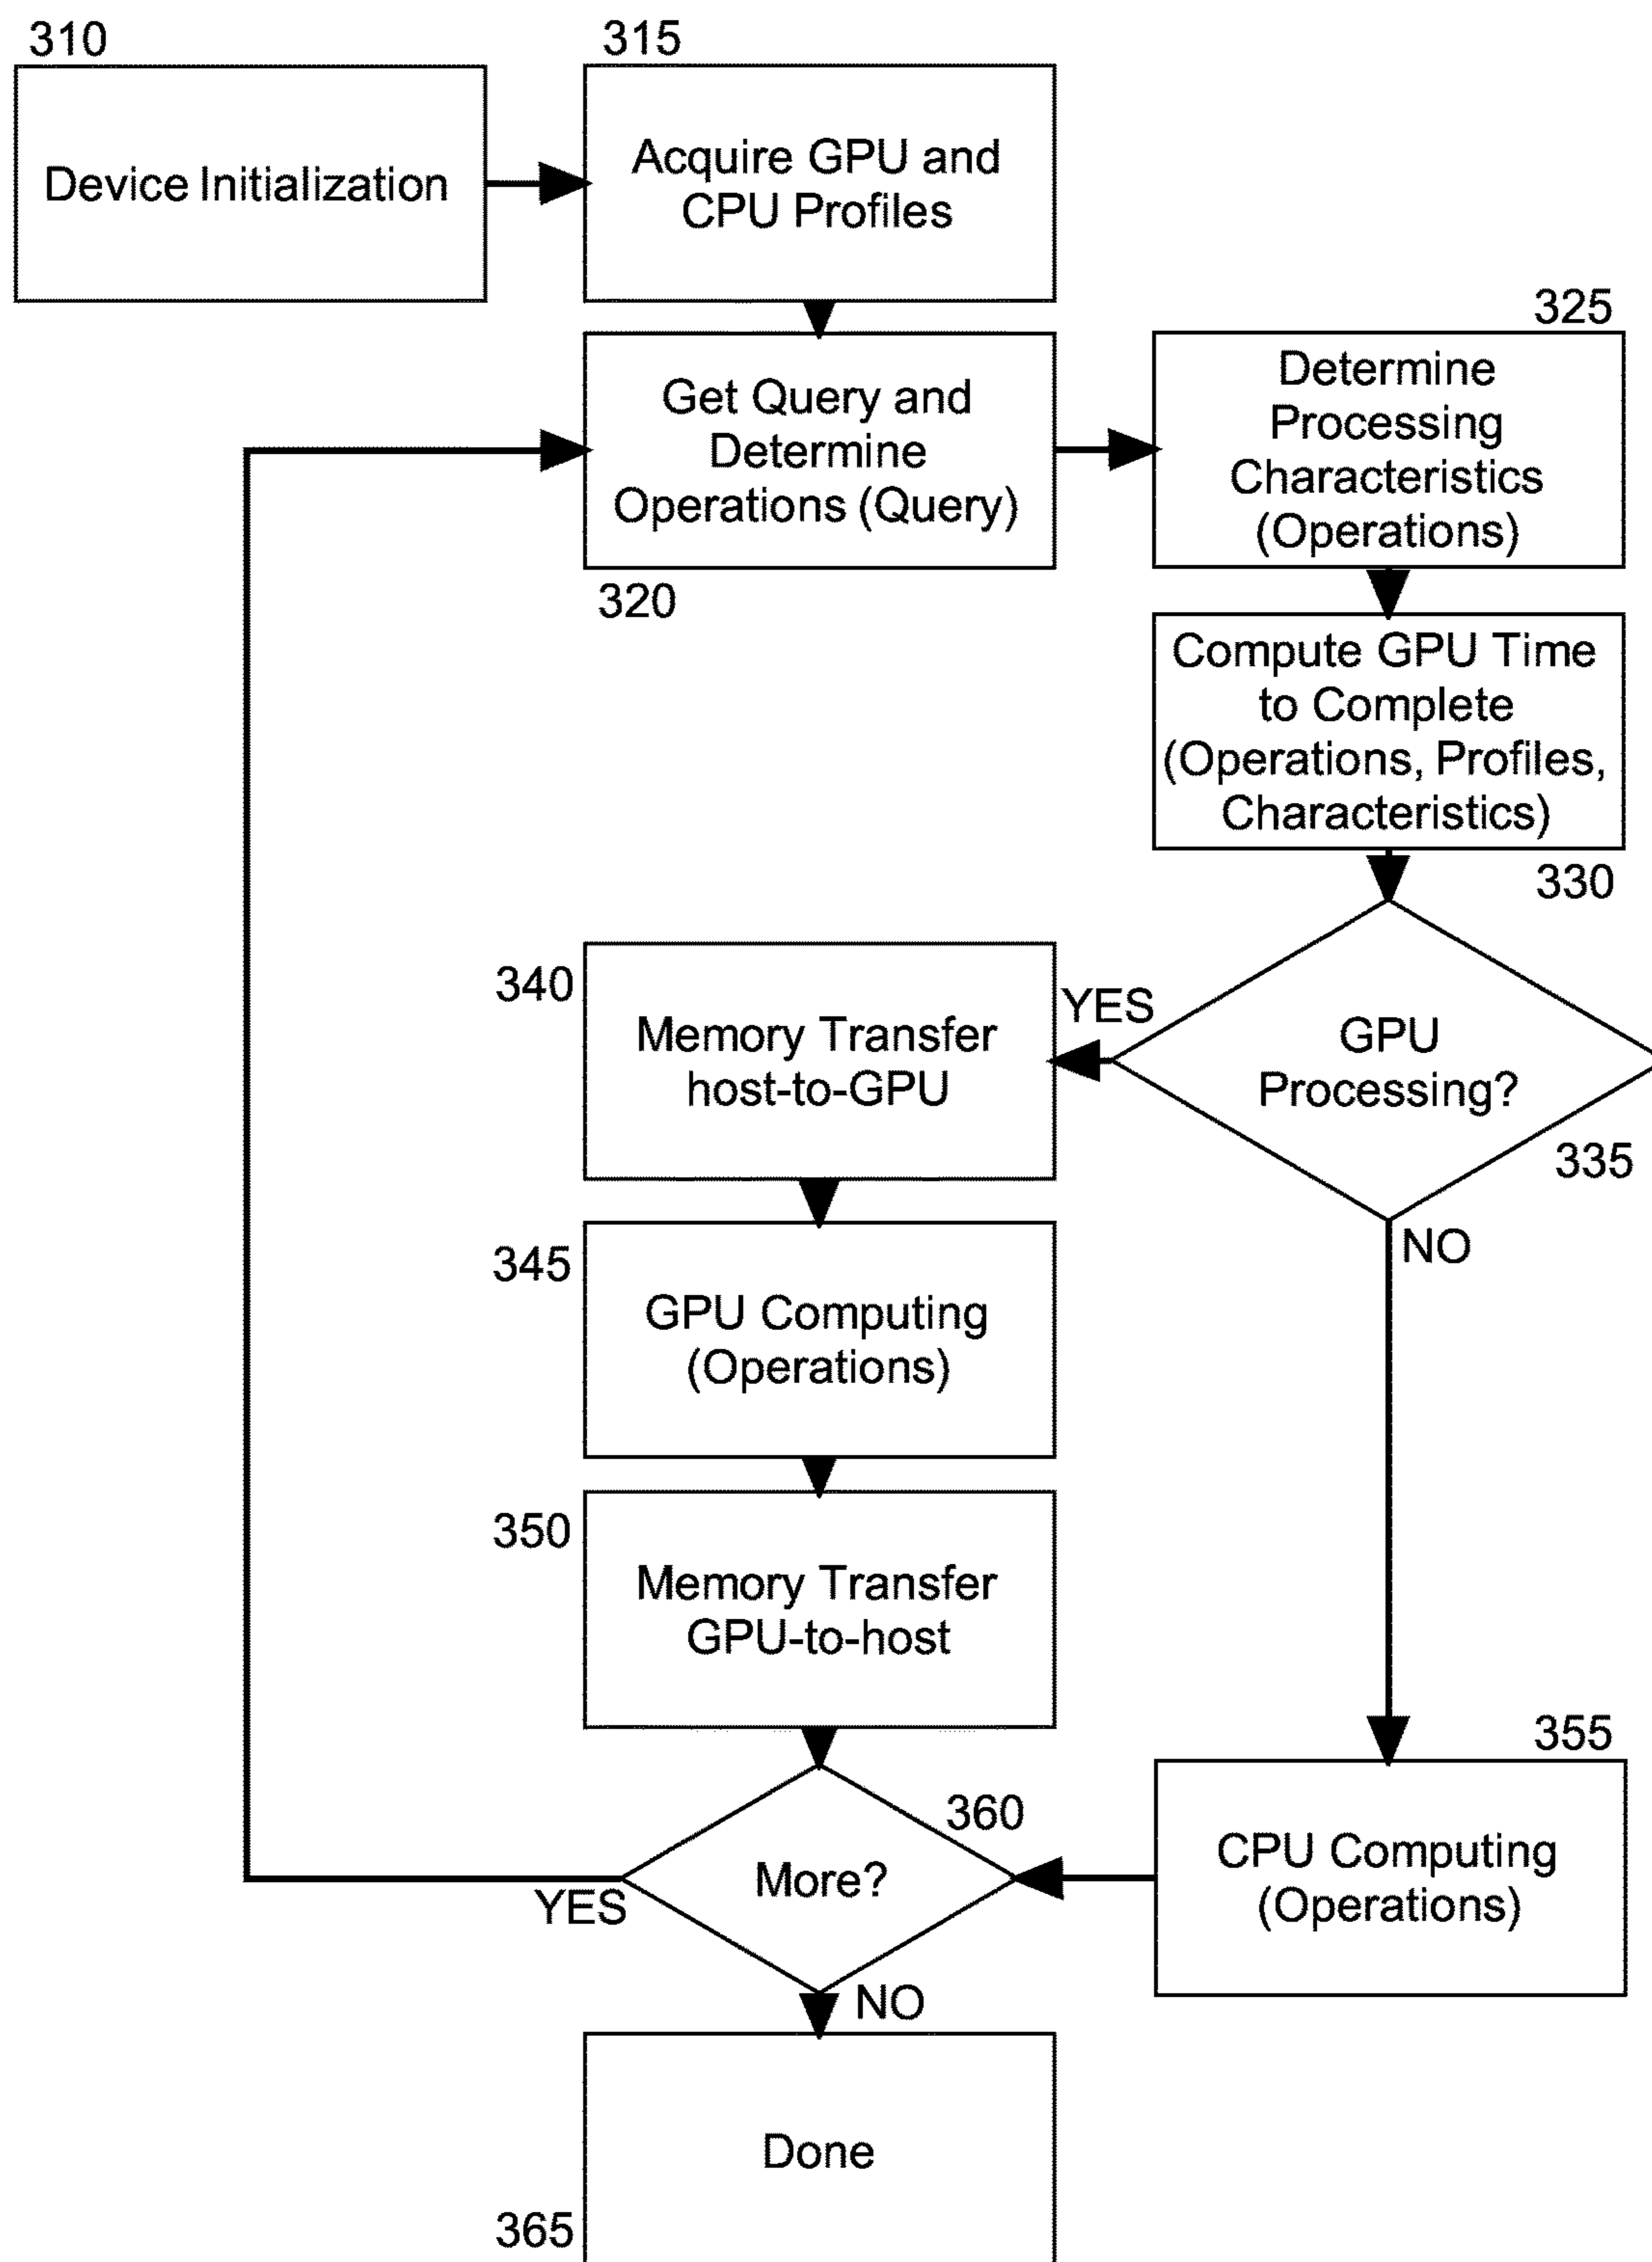 310
Device Initialization
315
Acquire GPU and
CPU Profiles
Get Query and
Determine
Operations (Query)
320
325
Determine
Processing
Characteristics
(Operations)
Compute GPU Time
to Complete
(Operations, Profiles,
Characteristics)
330
GPU
Processing?
335
YES
NO
340
Memory Transfer
host-to-GPU
345
GPU Computing
(Operations)
350
Memory Transfer
GPU-to-host
355
CPU Computing
(Operations)
360
More?
YES
NO
Done
365